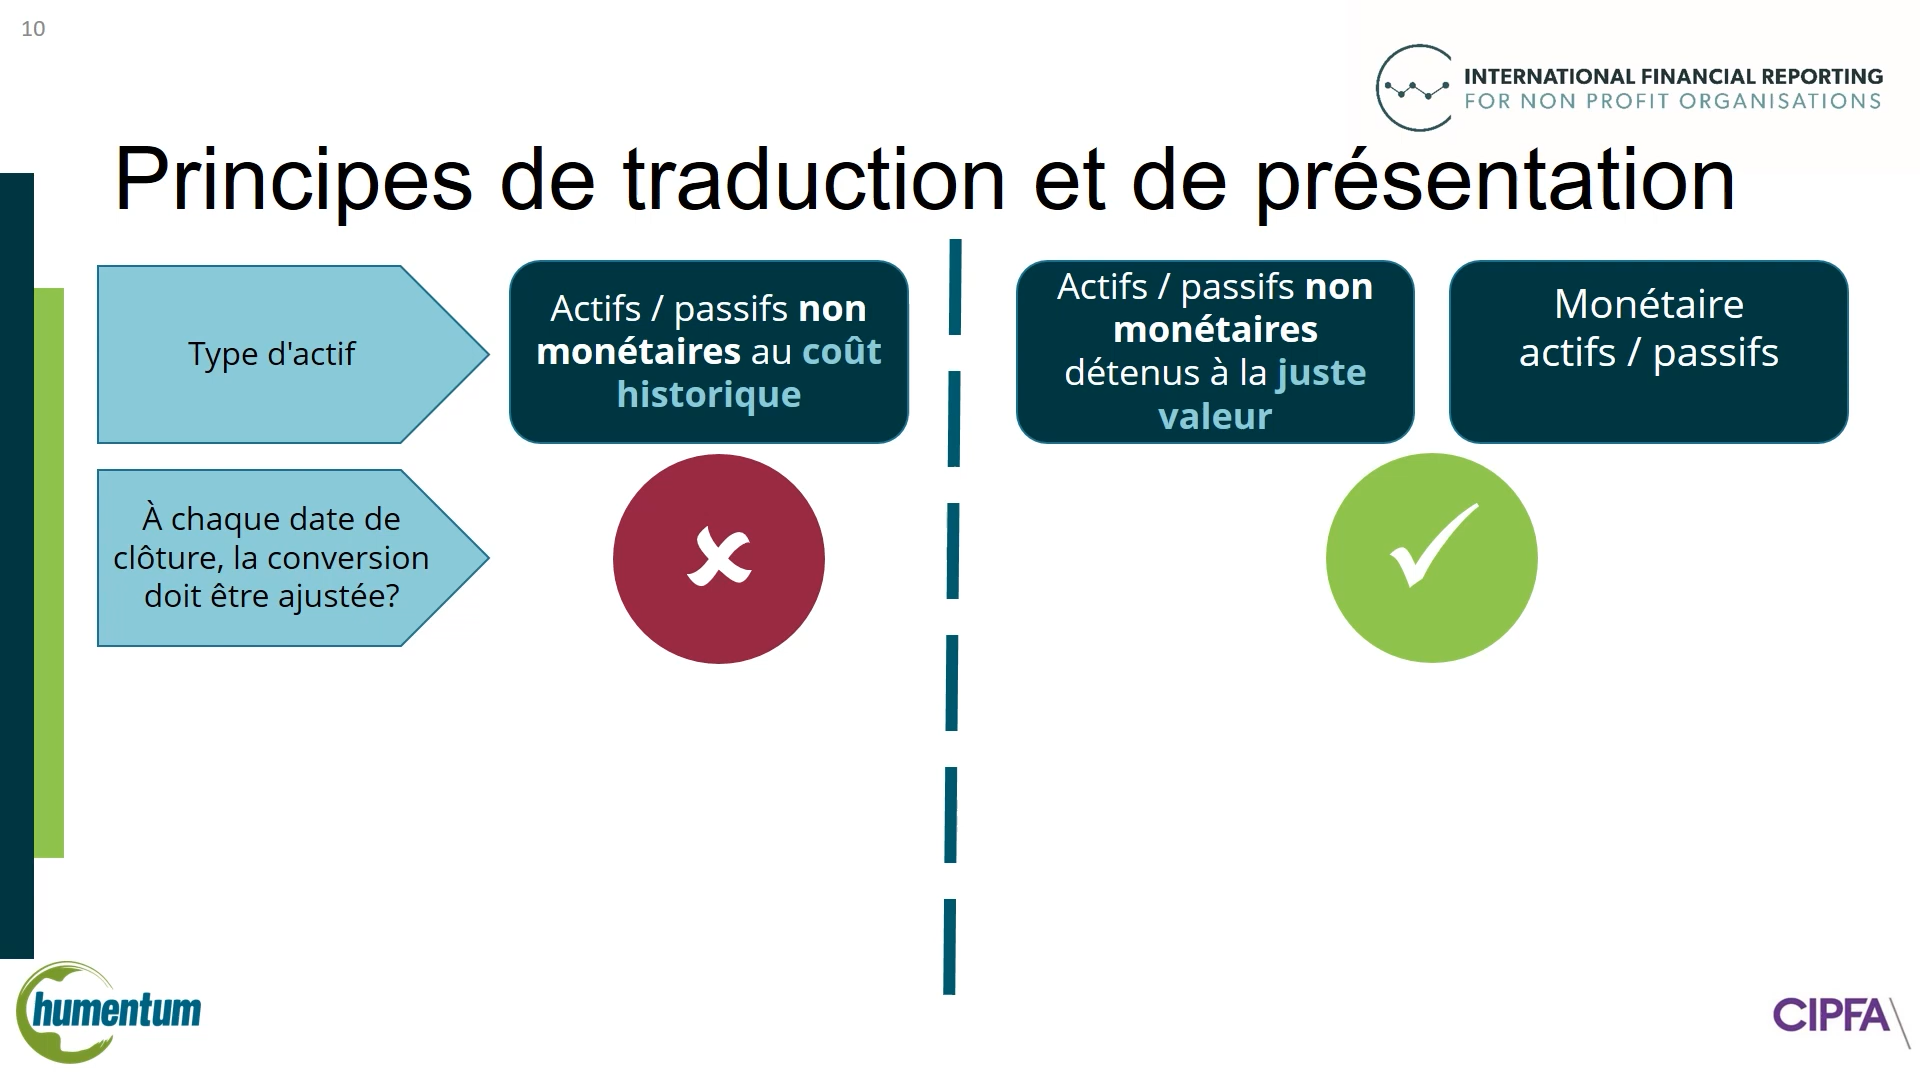 10
INTERNATIONAL FINANCIAL REPORTING
FOR NON PROFIT ORGANISATIONS
Principes de traduction et de présentation
Type d'actif
Actifs / passifs non
monétaires au coût
historique
Actifs / passifs non
monétaires
détenus à la juste
valeur
Monétaire
actifs / passifs
À chaque date de
clôture, la conversion
doit être ajustée?
humentum
CIPFA